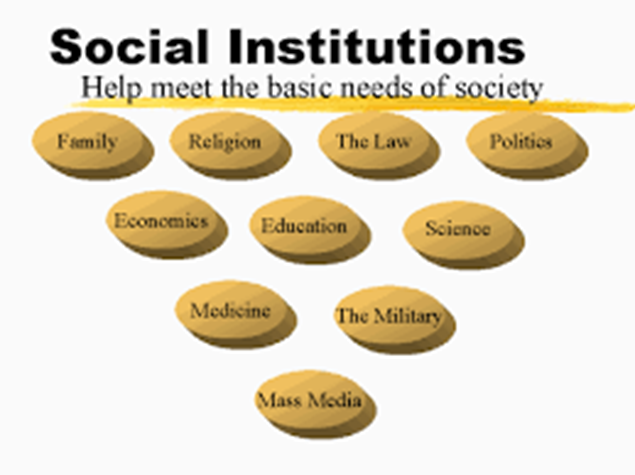 Social Institutions
Help meet the basic needs of society
Family Religion The Law Politics
Economics Education Science
Medicine The Military
Mass Media